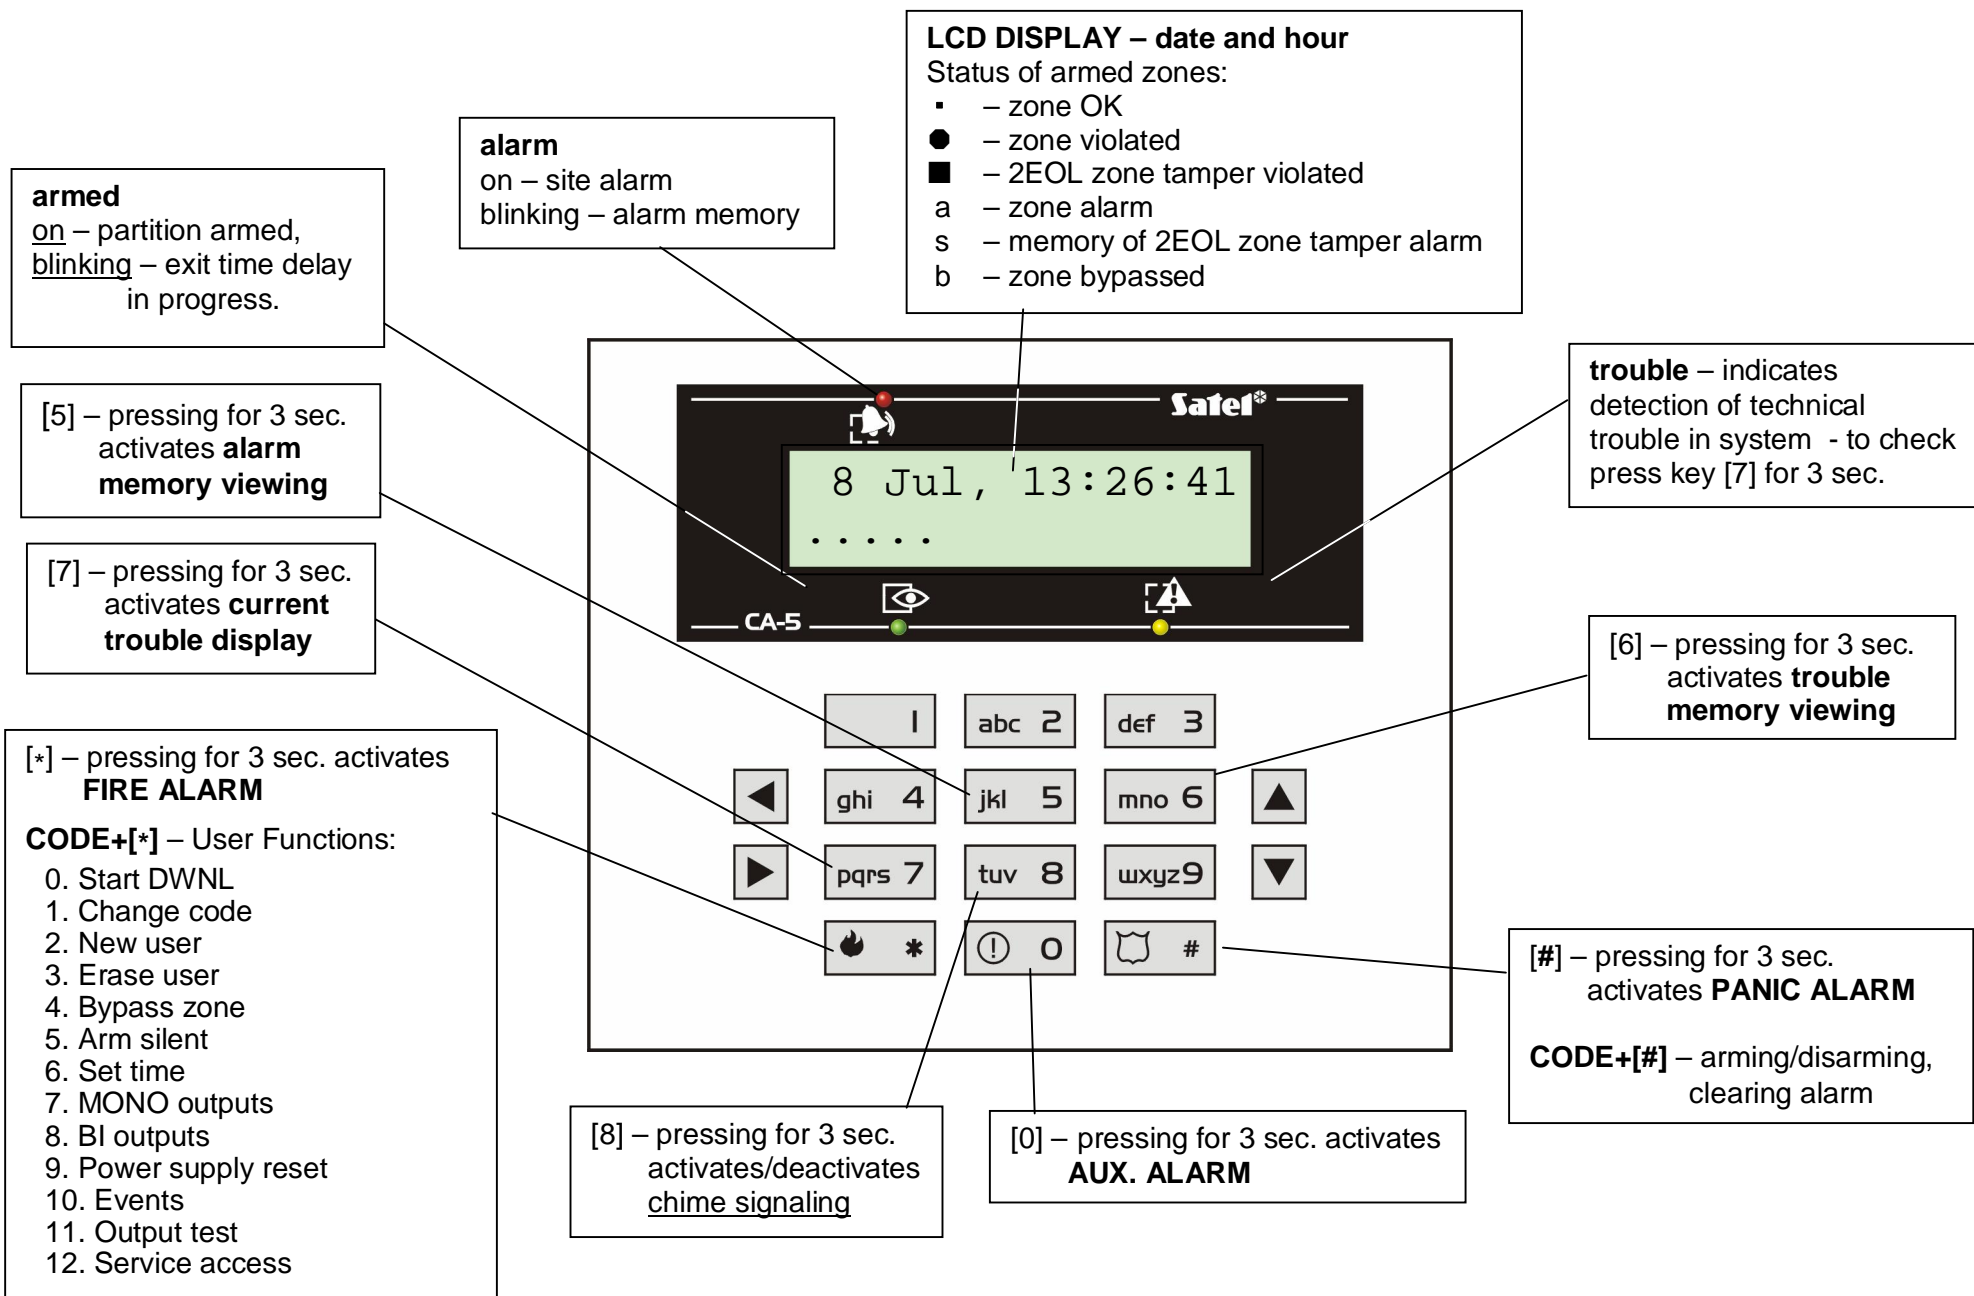 LCD DISPLAY – date and hour
Status of armed zones:
▪ – zone OK
● – zone violated
■ – 2EOL zone tamper violated
a – zone alarm
s – memory of 2EOL zone tamper alarm
b – zone bypassed
alarm
on – site alarm
blinking – alarm memory
armed
on – partition armed,
blinking – exit time delay
in progress.
trouble – indicates
detection of technical
trouble in system - to check
press key [7] for 3 sec.
[5] – pressing for 3 sec.
activates alarm
memory viewing
[7] – pressing for 3 sec.
activates current
trouble display
[6] – pressing for 3 sec.
activates trouble
memory viewing
[*] – pressing for 3 sec. activates
FIRE ALARM
CODE+[*] – User Functions:
0. Start DWNL
1. Change code
2. New user
3. Erase user
4. Bypass zone
5. Arm silent
6. Set time
7. MONO outputs
8. BI outputs
9. Power supply reset
10. Events
11. Output test
12. Service access
Satel®
8 Jul, 13:26:41
.....
CA-5
1
abc 2
def 3
ghi 4
jkl 5
mno 6
pqrs 7
tuv 8
wxyz 9
*
0
#
[8] – pressing for 3 sec.
activates/deactivates
chime signaling
[0] – pressing for 3 sec. activates
AUX. ALARM
[#] – pressing for 3 sec.
activates PANIC ALARM
CODE+[#] – arming/disarming,
clearing alarm